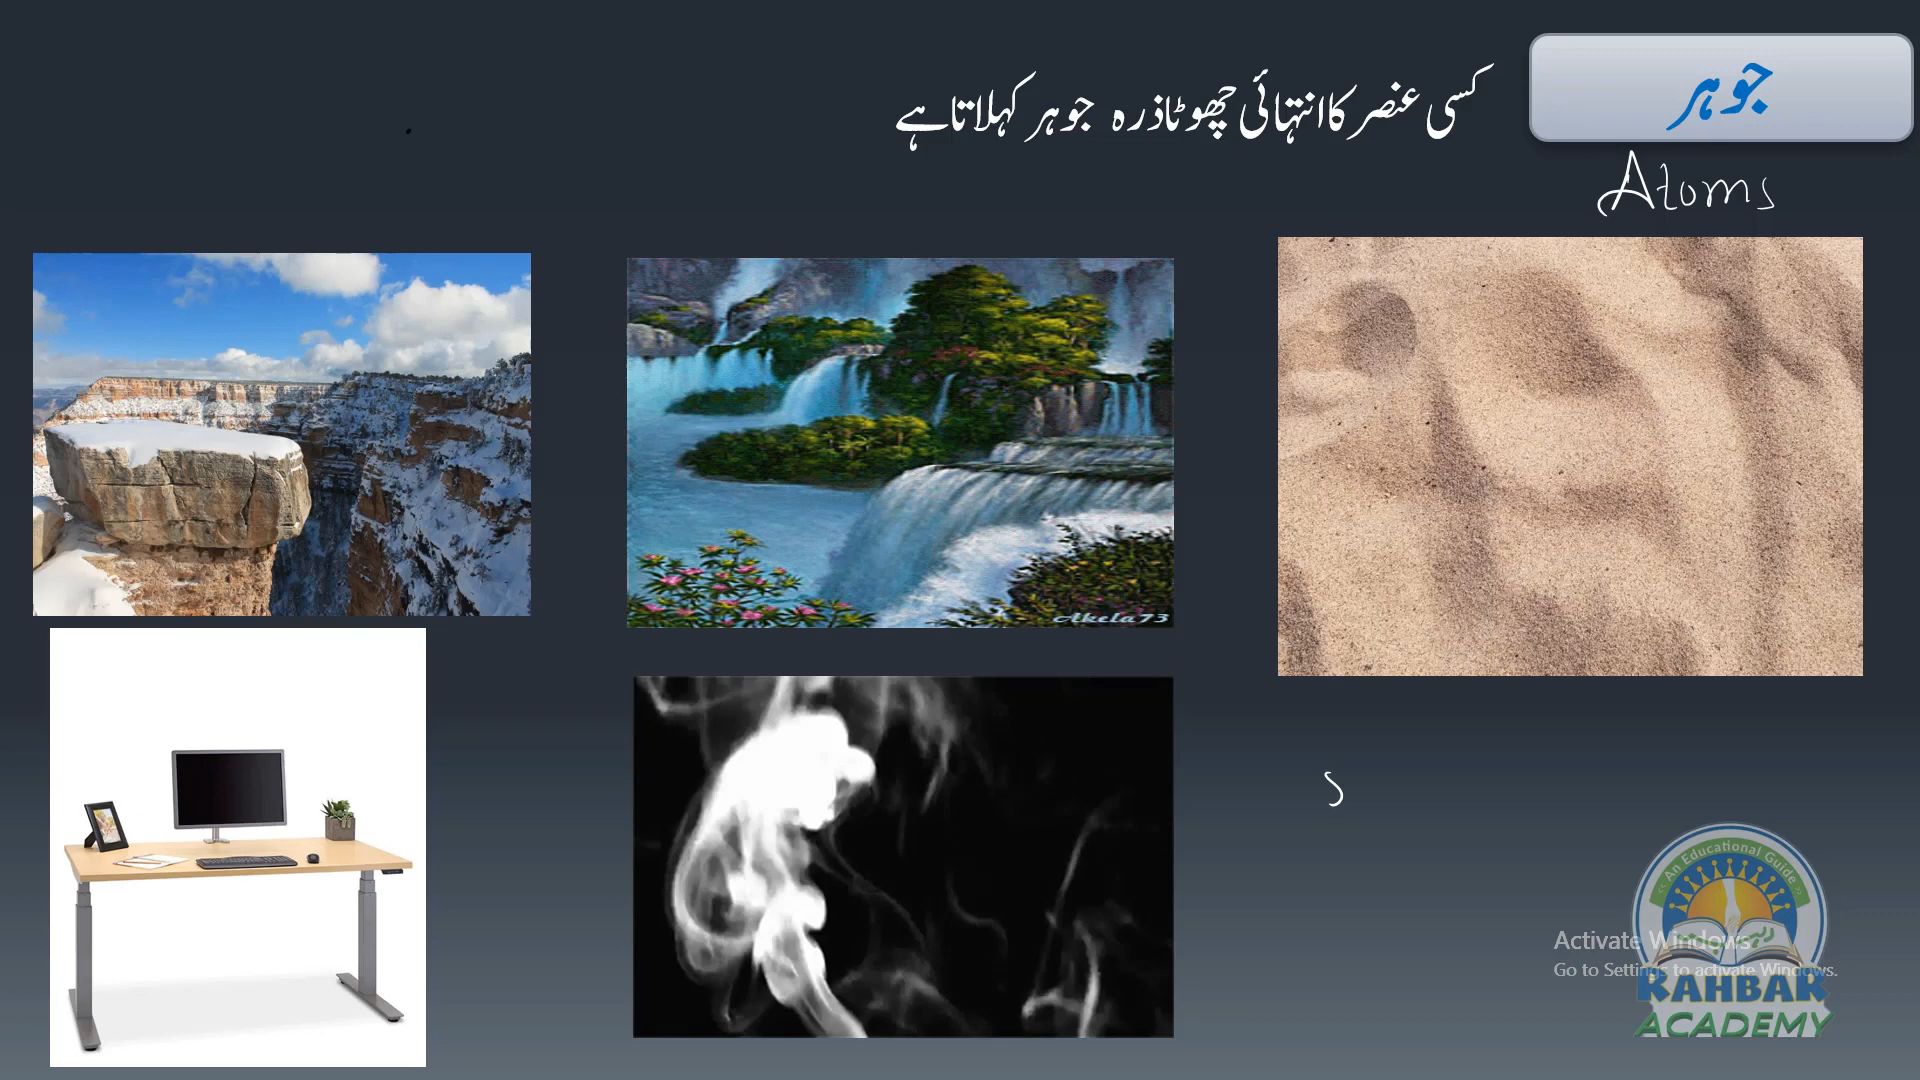 جوہر
کسی عنصر کا انتہائی چھوٹا ذرہ جوہر کہلاتا ہے
Atoms
Akela73
S
<< An Educational Guide >>
Activate Windows
Go to Settings to activate Windows.
RAHBAR
ACADEMY